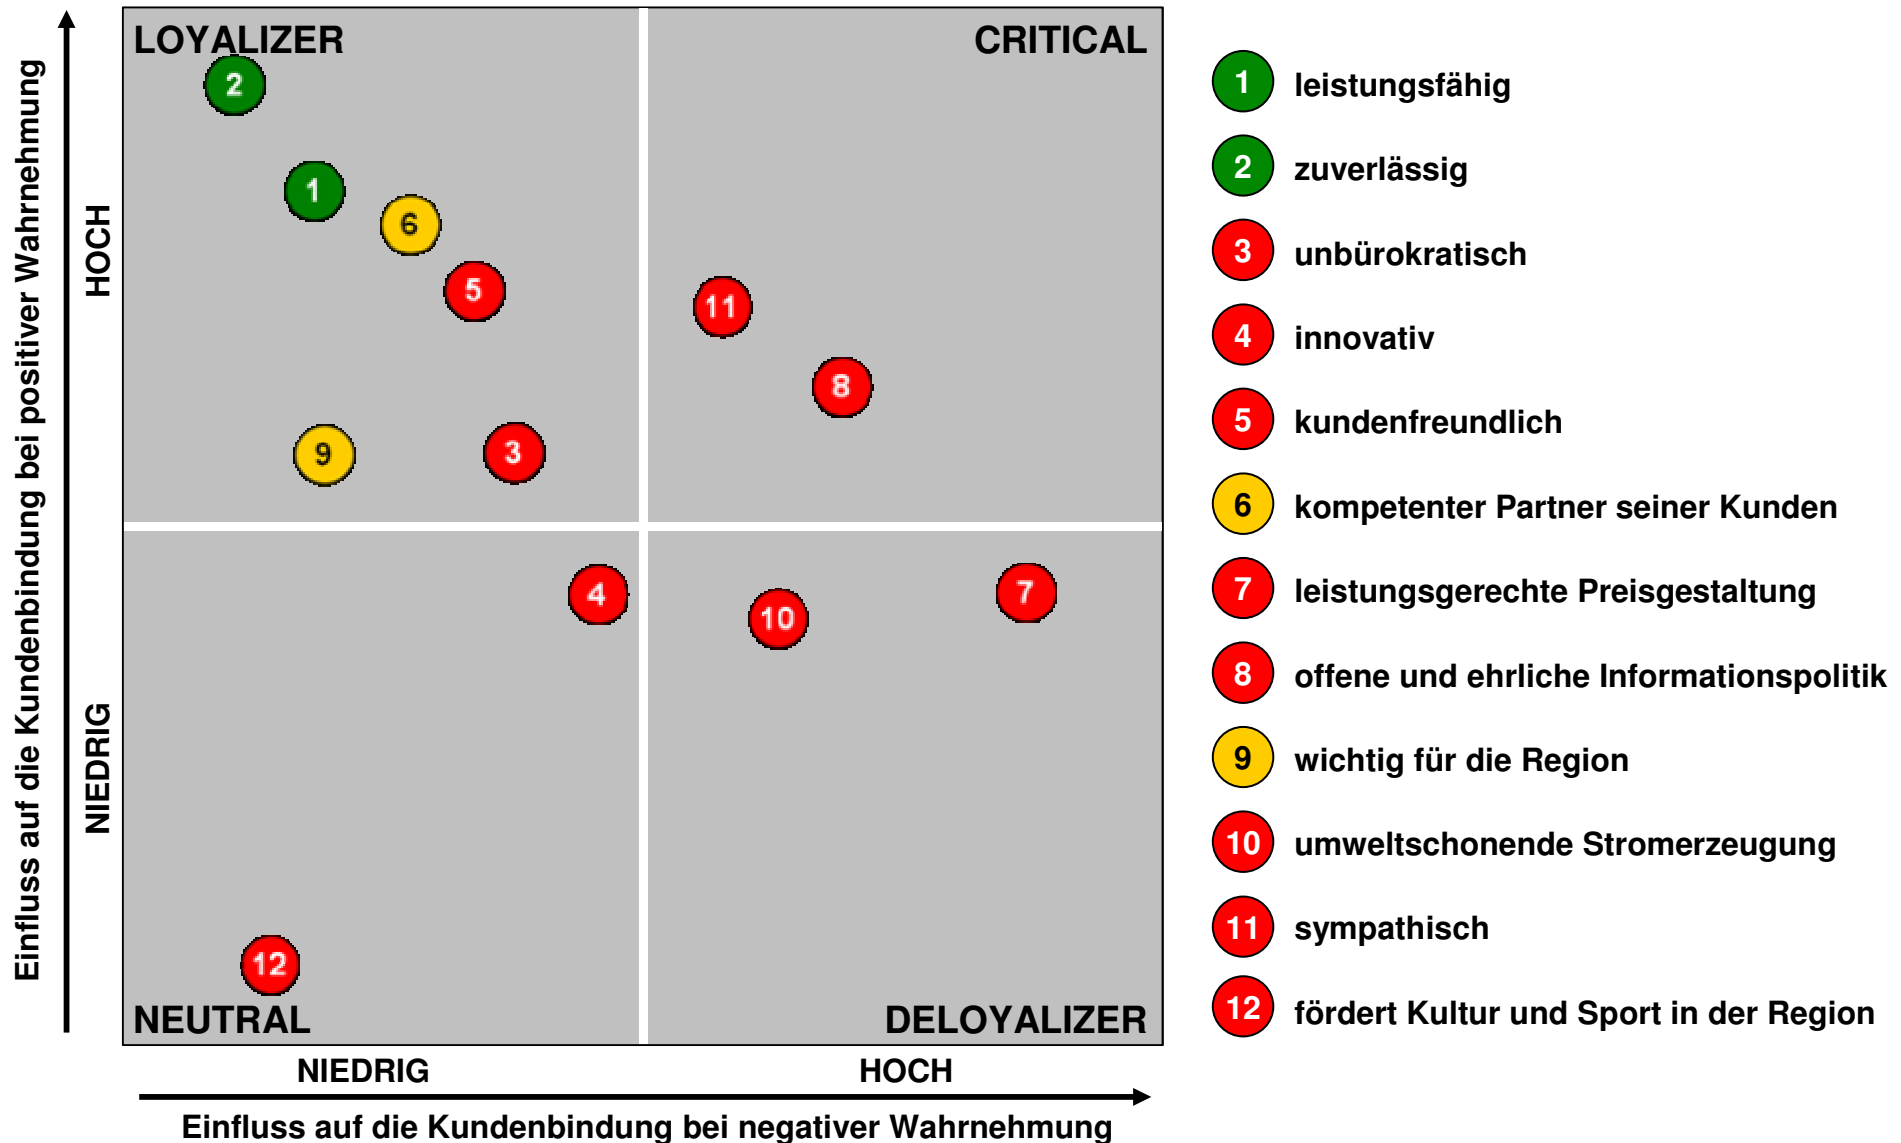 Einfluss auf die Kundenbindung bei positiver Wahrnehmung
HOCH
NIEDRIG
LOYALIZER
CRITICAL
2
1
6
5
11
8
9
3
4
10
7
12
NEUTRAL
DELOYALIZER
NIEDRIG
HOCH
Einfluss auf die Kundenbindung bei negativer Wahrnehmung
1 leistungsfähig
2 zuverlässig
3 unbürokratisch
4 innovativ
5 kundenfreundlich
6 kompetenter Partner seiner Kunden
7 leistungsgerechte Preisgestaltung
8 offene und ehrliche Informationspolitik
9 wichtig für die Region
10 umweltschonende Stromerzeugung
11 sympathisch
12 fördert Kultur und Sport in der Region